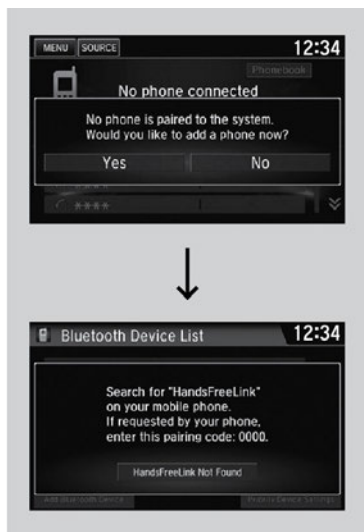 MENU SOURCE 12:34
Phonebook
No phone connected
No phone is paired to the system.
Would you like to add a phone now?
Yes No
****
Bluetooth Device List 12:34
Search for "HandsFreeLink"
on your mobile phone.
If requested by your phone,
enter this pairing code: 0000.
HandsFreeLink Not Found
Add Bluetooth Device Priority Device Settings